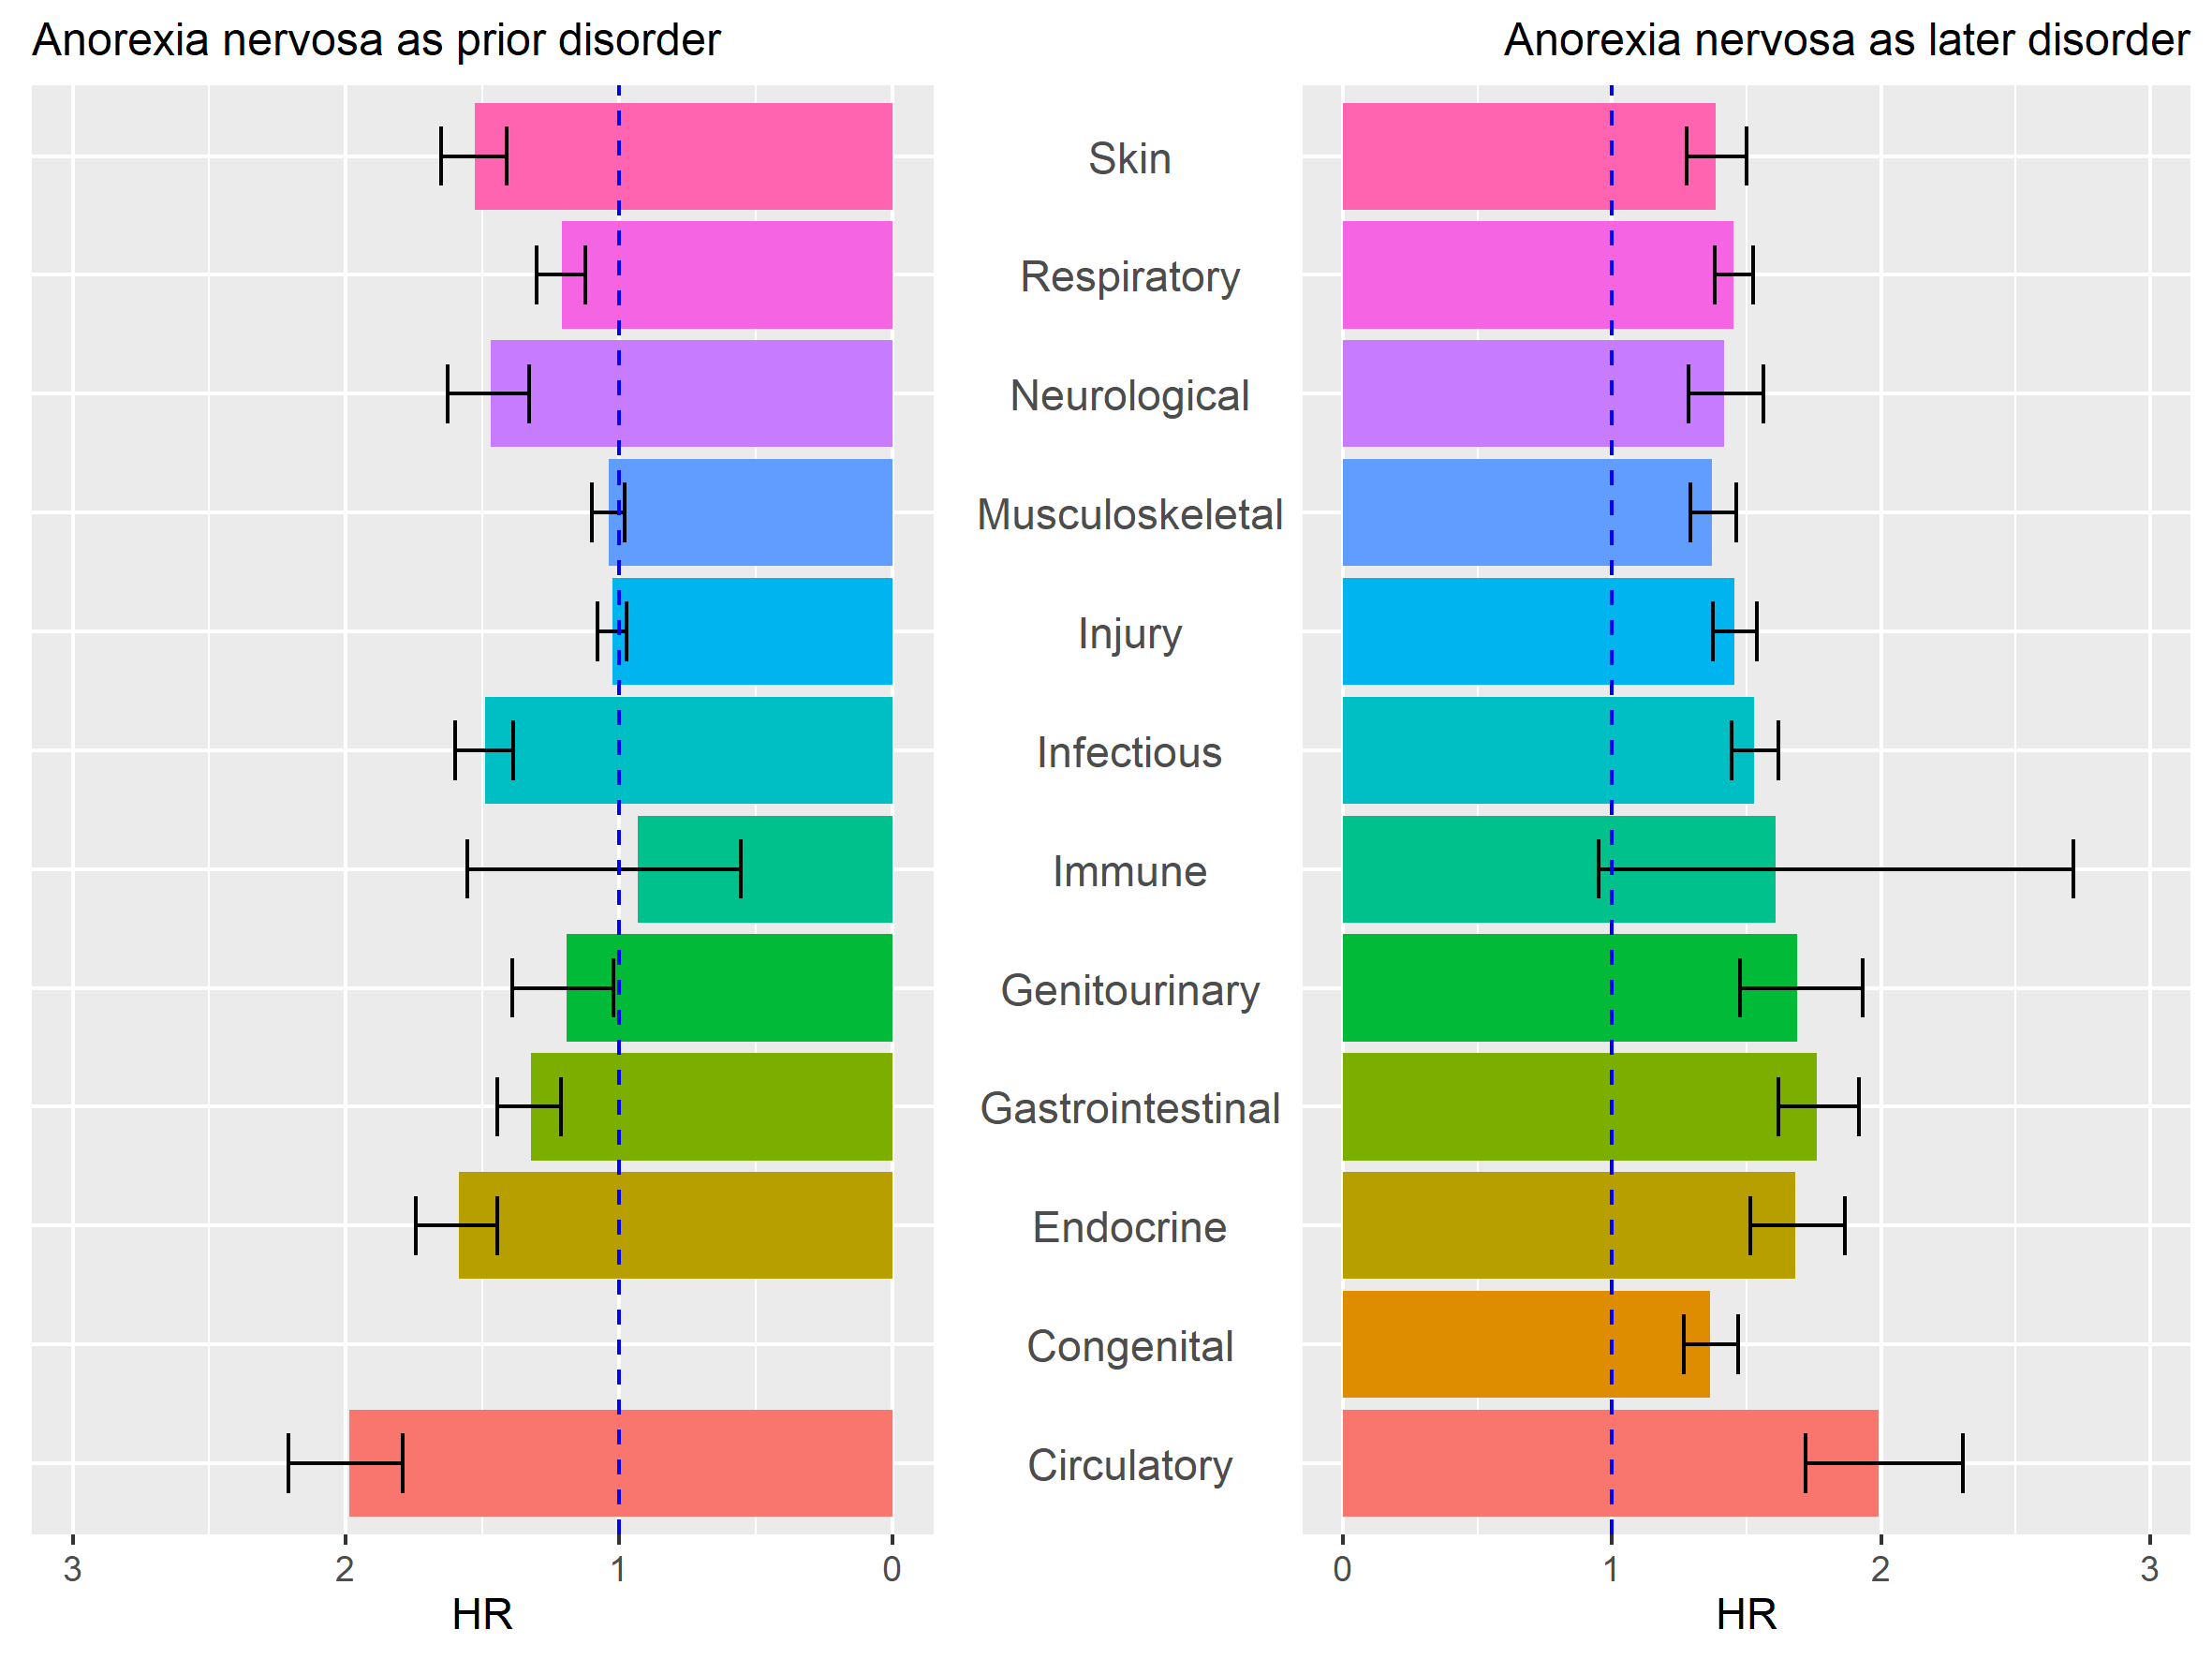 Anorexia nervosa as prior disorder
Anorexia nervosa as later disorder
Skin
Respiratory
Neurological
Musculoskeletal
Injury
Infectious
Immune
Genitourinary
Gastrointestinal
Endocrine
Congenital
Circulatory
3 2 1 0
0 1 2 3
HR
HR